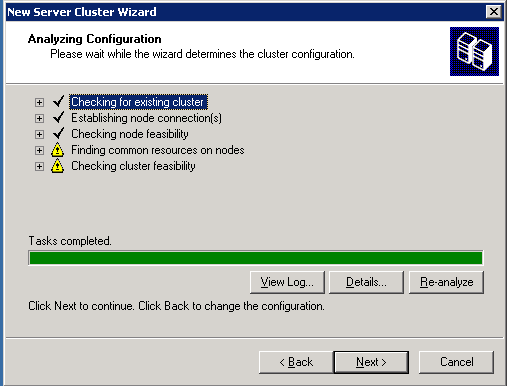 New Server Cluster Wizard
Analyzing Configuration
Please wait while the wizard determines the cluster configuration.
Checking for existing cluster
Establishing node connection(s)
Checking node feasibility
Finding common resources on nodes
Checking cluster feasibility
Tasks completed.
View Log... Details... Re-analyze
Click Next to continue. Click Back to change the configuration.
< Back Next > Cancel